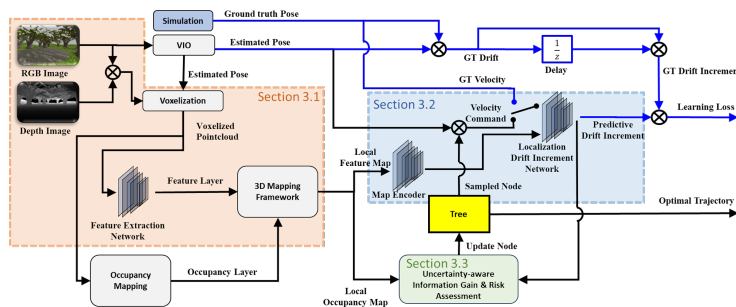 Simulation
Ground truth Pose
VIO
Estimated Pose
RGB Image
Estimated Pose
GT Drift
1
z
Delay
GT Drift Increment
Depth Image
Voxelization
Section 3.1
Voxelized
Pointcloud
GT Velocity
Section 3.2
Velocity
Command
Learning Loss
Predictive
Drift Increment
Local
Feature Map
Localization
Drift Increment
Network
Map Encoder
Sampled Node
Feature Layer
3D Mapping
Framework
Feature Extraction
Network
Tree
Optimal Trajectory
Update Node
Occupancy
Mapping
Occupancy Layer
Local
Occupancy Map
Section 3.3
Uncertainty-aware
Information Gain & Risk
Assessment